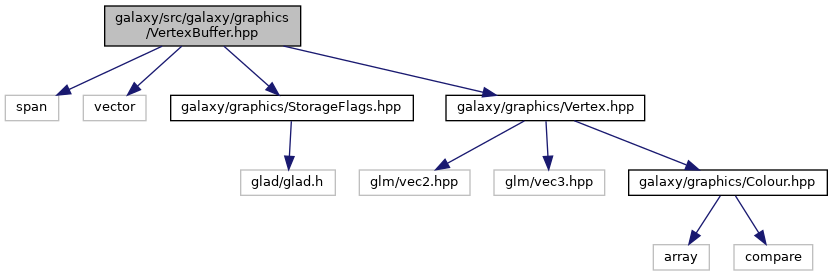 galaxy/src/galaxy/graphics
/VertexBuffer.hpp
span
vector
galaxy/graphics/StorageFlags.hpp
galaxy/graphics/Vertex.hpp
glad/glad.h
glm/vec2.hpp
glm/vec3.hpp
galaxy/graphics/Colour.hpp
array
compare